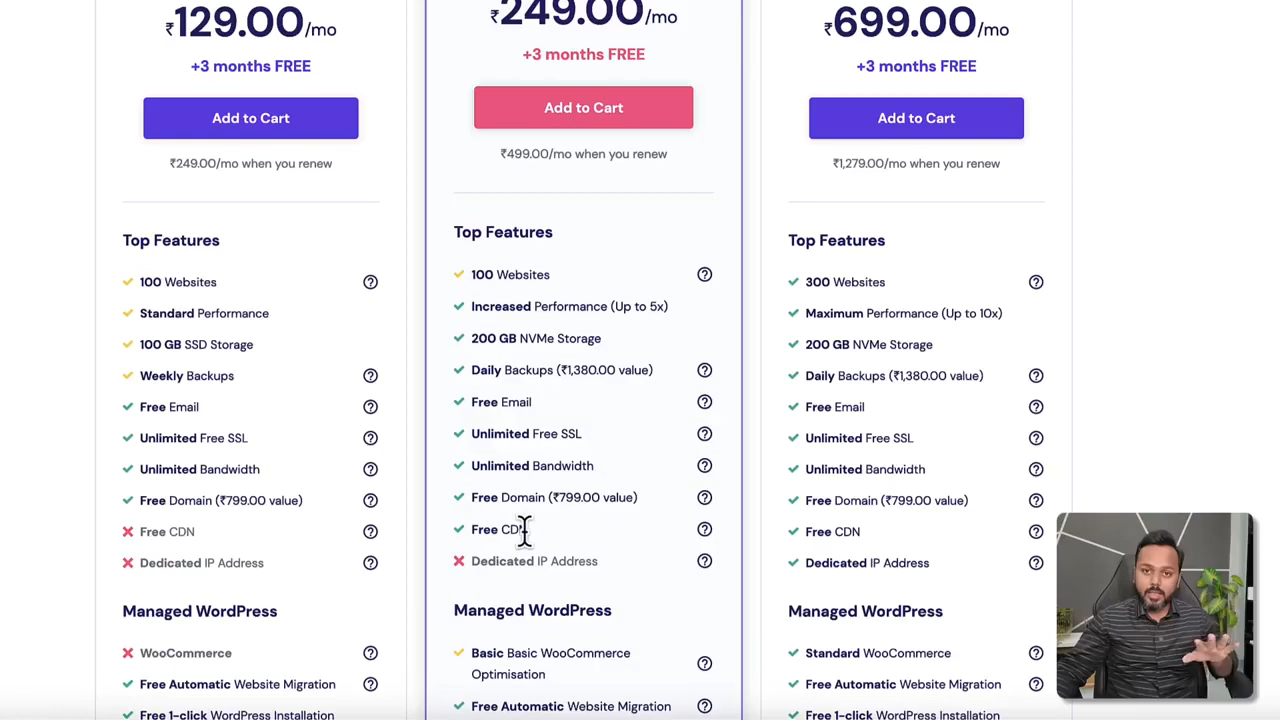 ₹129.00/mo
+3 months FREE
Add to Cart
₹249.00/mo when you renew
Top Features
100 Websites
Standard Performance
100 GB SSD Storage
Weekly Backups
Free Email
Unlimited Free SSL
Unlimited Bandwidth
Free Domain (₹799.00 value)
Free CDN
Dedicated IP Address
Managed WordPress
WooCommerce
Free Automatic Website Migration
Free 1-click WordPress Installation
₹249.00/mo
+3 months FREE
Add to Cart
₹499.00/mo when you renew
Top Features
100 Websites
Increased Performance (Up to 5x)
200 GB NVMe Storage
Daily Backups (₹1,380.00 value)
Free Email
Unlimited Free SSL
Unlimited Bandwidth
Free Domain (₹799.00 value)
Free CDN
Dedicated IP Address
Managed WordPress
Basic Basic WooCommerce
Optimisation
Free Automatic Website Migration
₹699.00/mo
+3 months FREE
Add to Cart
₹1,279.00/mo when you renew
Top Features
300 Websites
Maximum Performance (Up to 10x)
200 GB NVMe Storage
Daily Backups (₹1,380.00 value)
Free Email
Unlimited Free SSL
Unlimited Bandwidth
Free Domain (₹799.00 value)
Free CDN
Dedicated IP Address
Managed WordPress
Standard WooCommerce
Free Automatic Website Migration
Free 1-click WordPress Installation